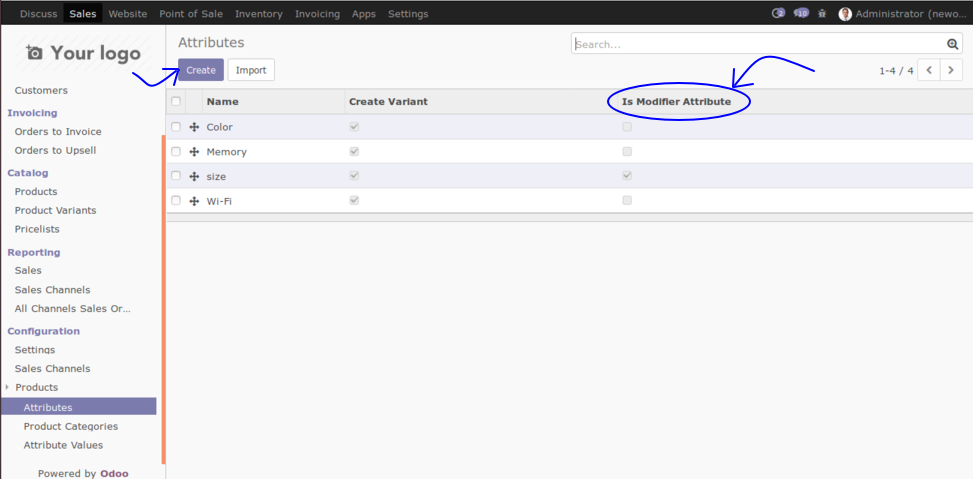 Discuss Sales Website Point of Sale Inventory Invoicing Apps Settings 2 10 Administrator (newo...
Your logo
Customers
Invoicing
Orders to Invoice
Orders to Upsell
Catalog
Products
Product Variants
Pricelists
Reporting
Sales
Sales Channels
All Channels Sales Or...
Configuration
Settings
Sales Channels
Products
Attributes
Product Categories
Attribute Values
Powered by Odoo
Attributes
Search...
Create Import 1-4 / 4
Name Create Variant Is Modifier Attribute
Color
Memory
size
Wi-Fi